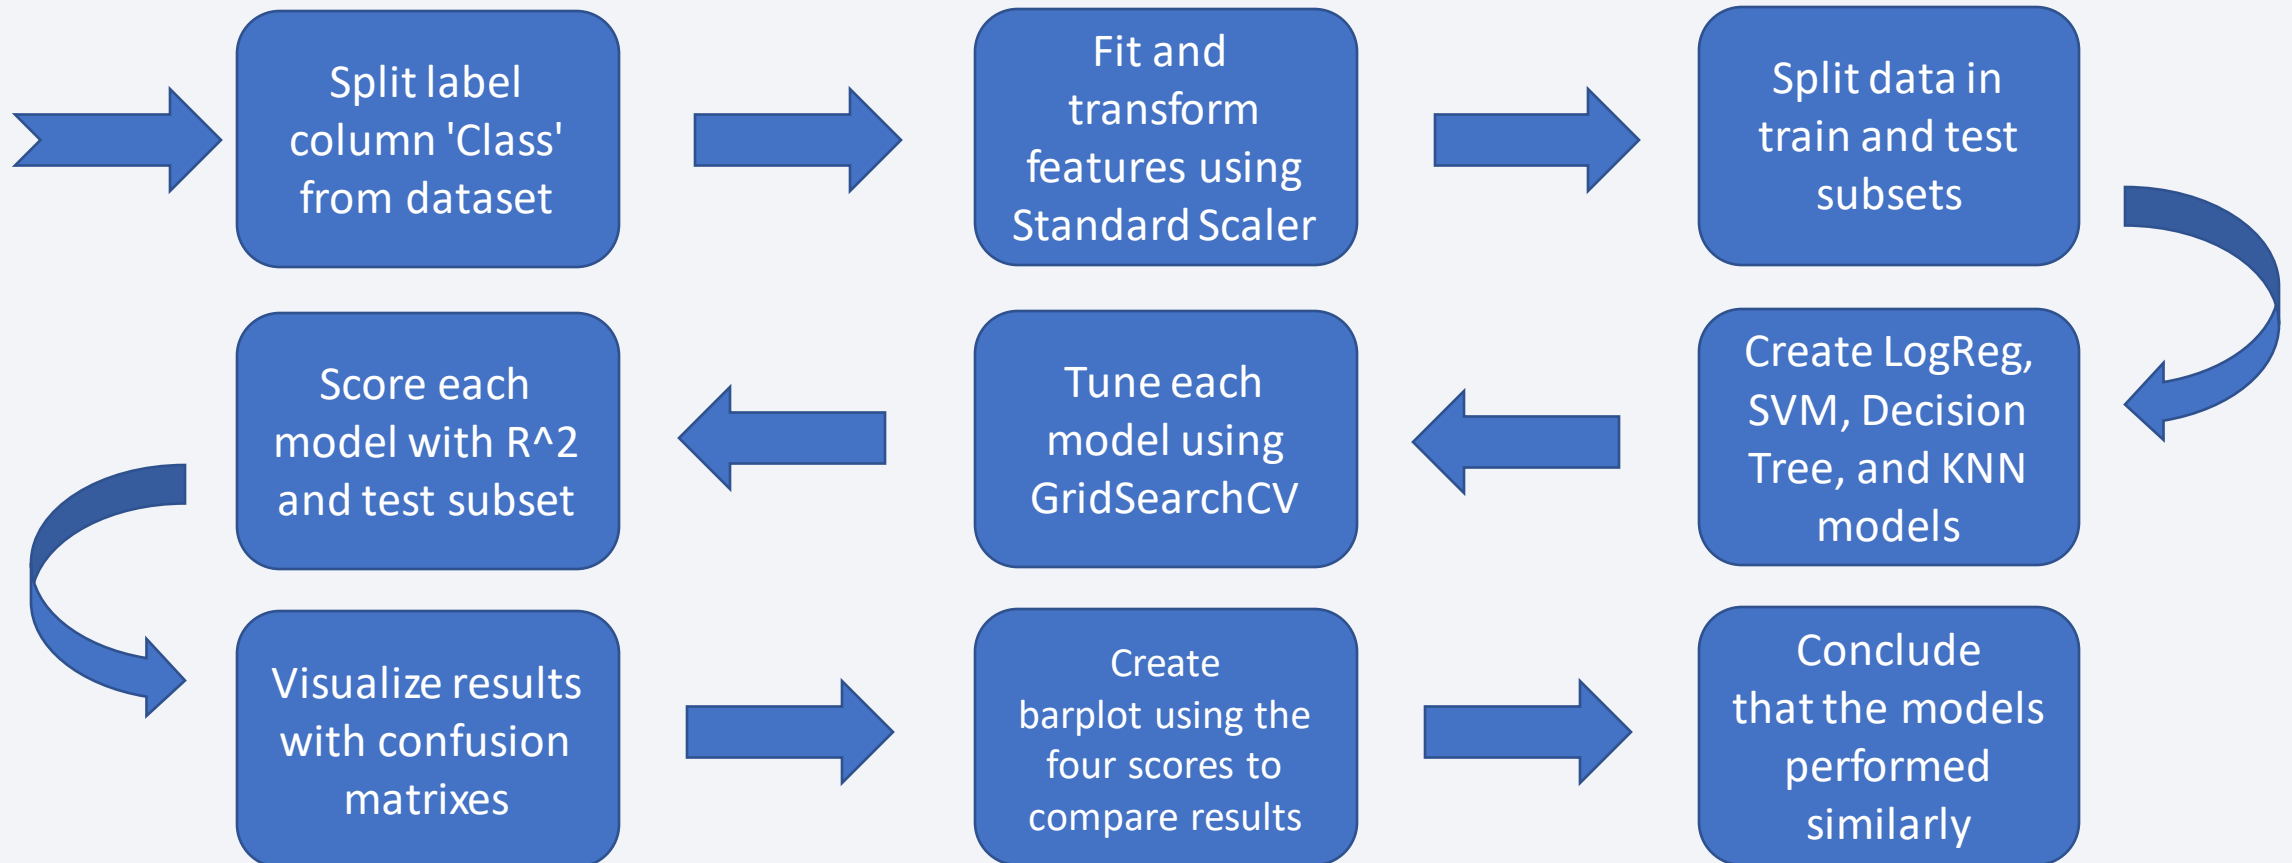 Split label
column 'Class'
from dataset
Fit and
transform
features using
Standard Scaler
Split data in
train and test
subsets
Create LogReg,
SVM, Decision
Tree, and KNN
models
Tune each
model using
GridSearchCV
Score each
model with R^2
and test subset
Visualize results
with confusion
matrixes
Create
barplot using the
four scores to
compare results
Conclude
that the models
performed
similarly